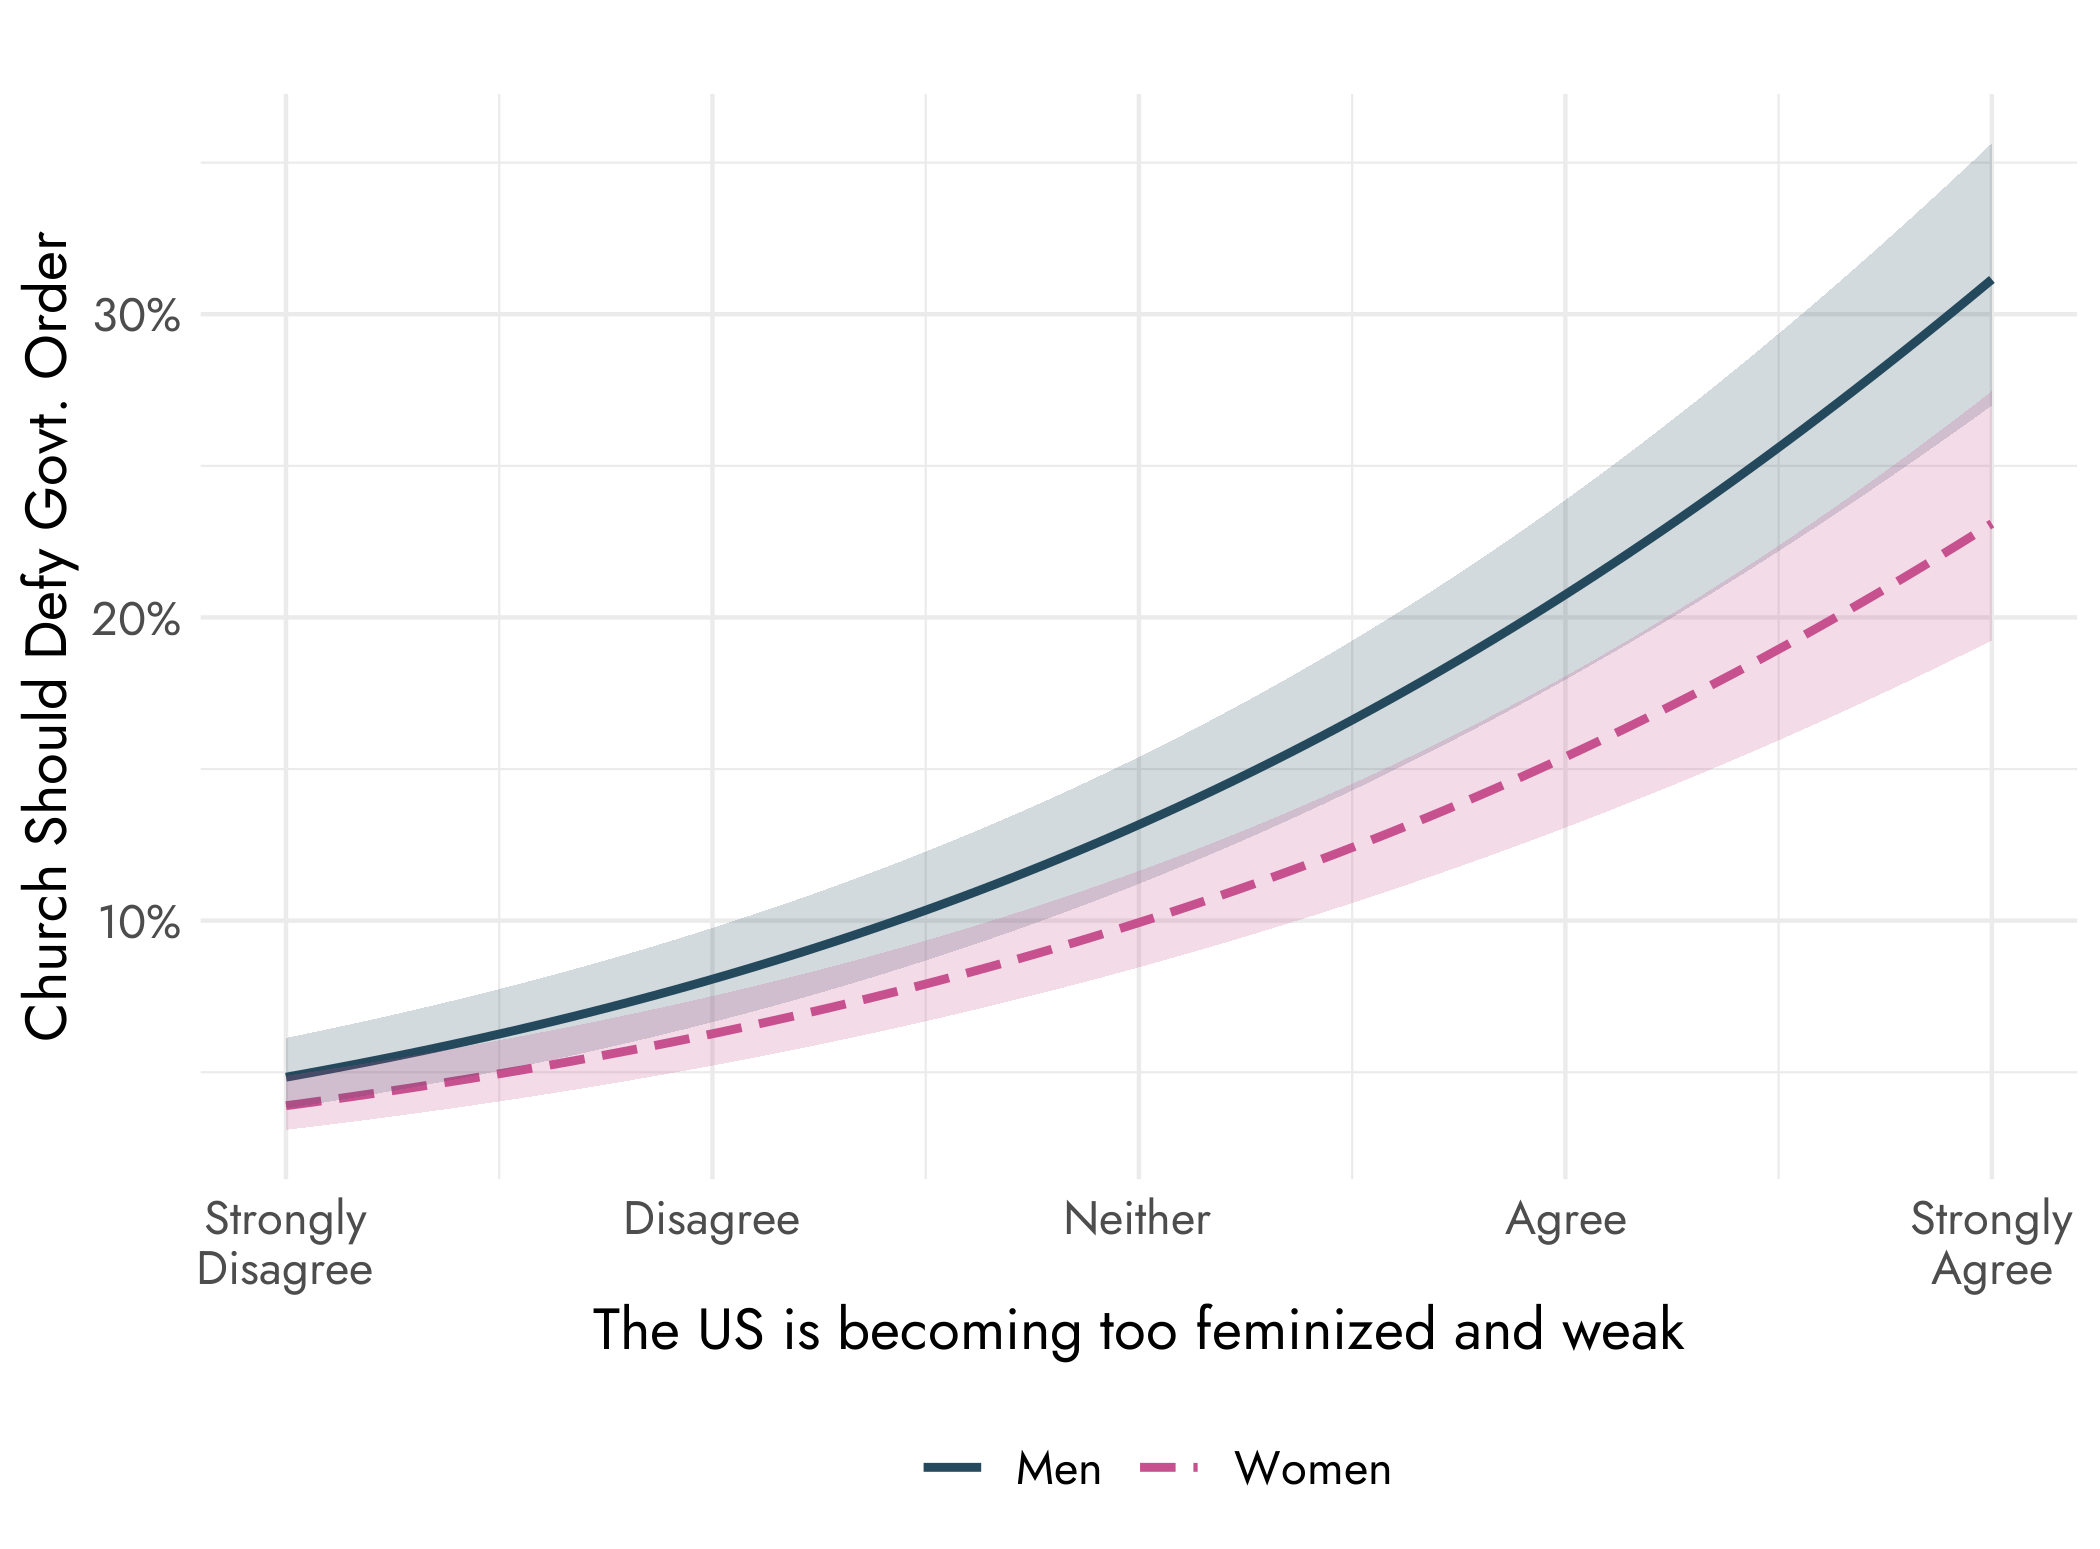 Church Should Defy Govt. Order
30%
20%
10%
Strongly
Disagree
Disagree
Neither
Agree
Strongly
Agree
The US is becoming too feminized and weak
Men
Women